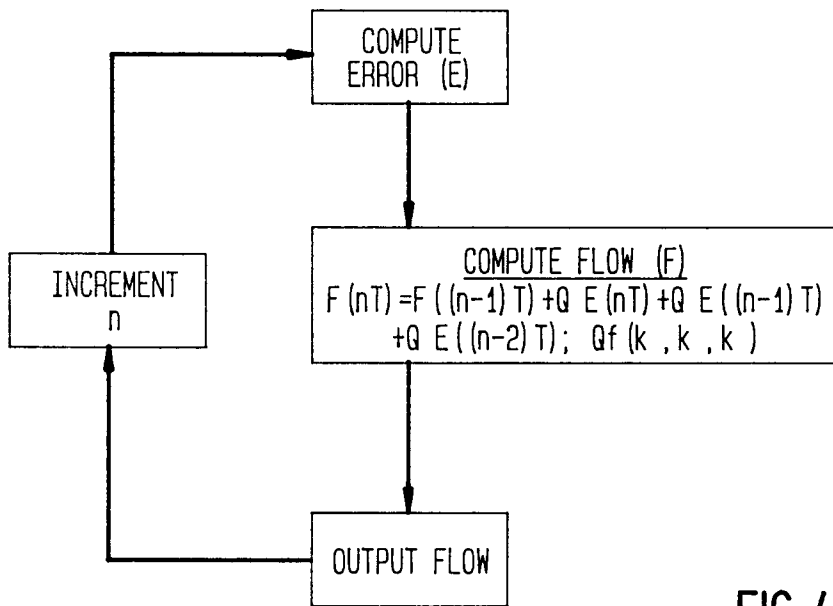 COMPUTE
ERROR (E)
COMPUTE FLOW (F)
F(nT)=F((n-1)T)+Q E(nT)+Q E((n-1)T)
+Q E((n-2)T); Qf(k ,k ,k )
INCREMENT
n
OUTPUT FLOW